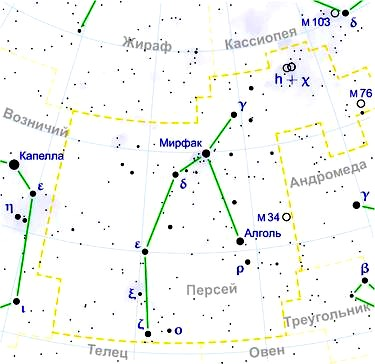 M 103
δ
Жираф
Кассиопея
h + χ
M 76
γ
Возничий
Мирфак
Капелла
δ
Андромеда
ε
η
M 34
γ
Алголь
ε
ρ
β
ξ
Персей
ι
ζ
ο
Треугольник
Телец
Овен